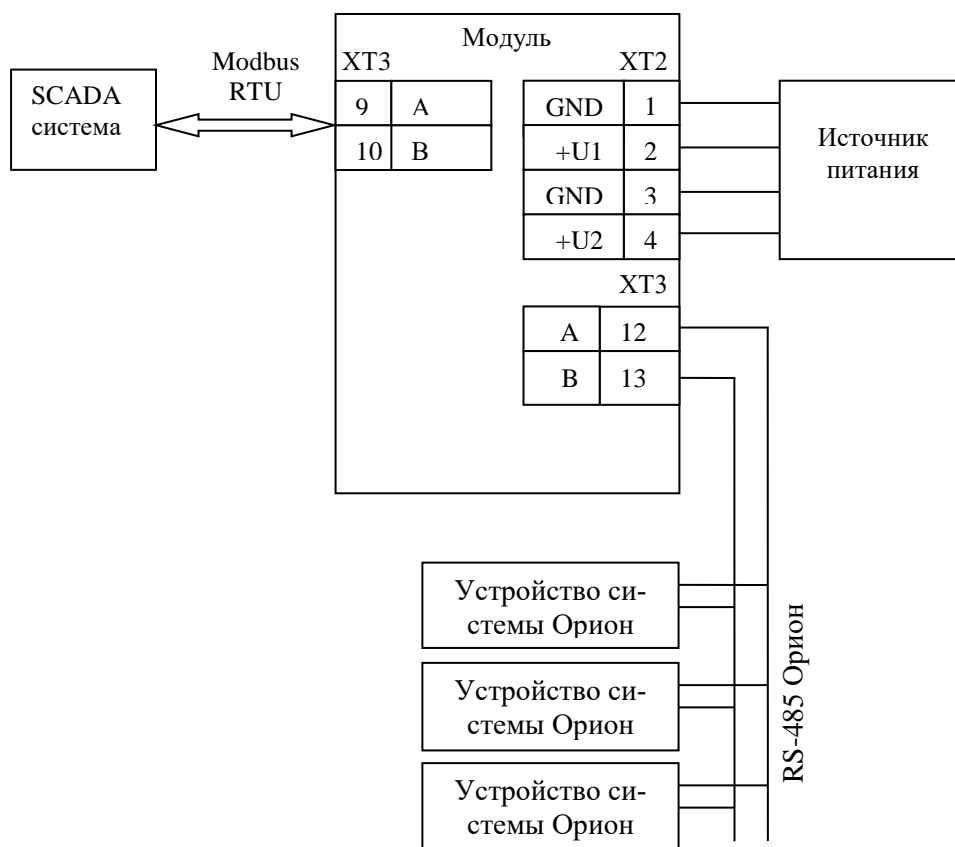 Модуль
XT3
XT2
Modbus
RTU
SCADA
система
9 A
10 B
GND 1
+U1 2
GND 3
+U2 4
Источник
питания
XT3
A 12
B 13
Устройство си-
стемы Орион
Устройство си-
стемы Орион
Устройство си-
стемы Орион
RS-485 Орион